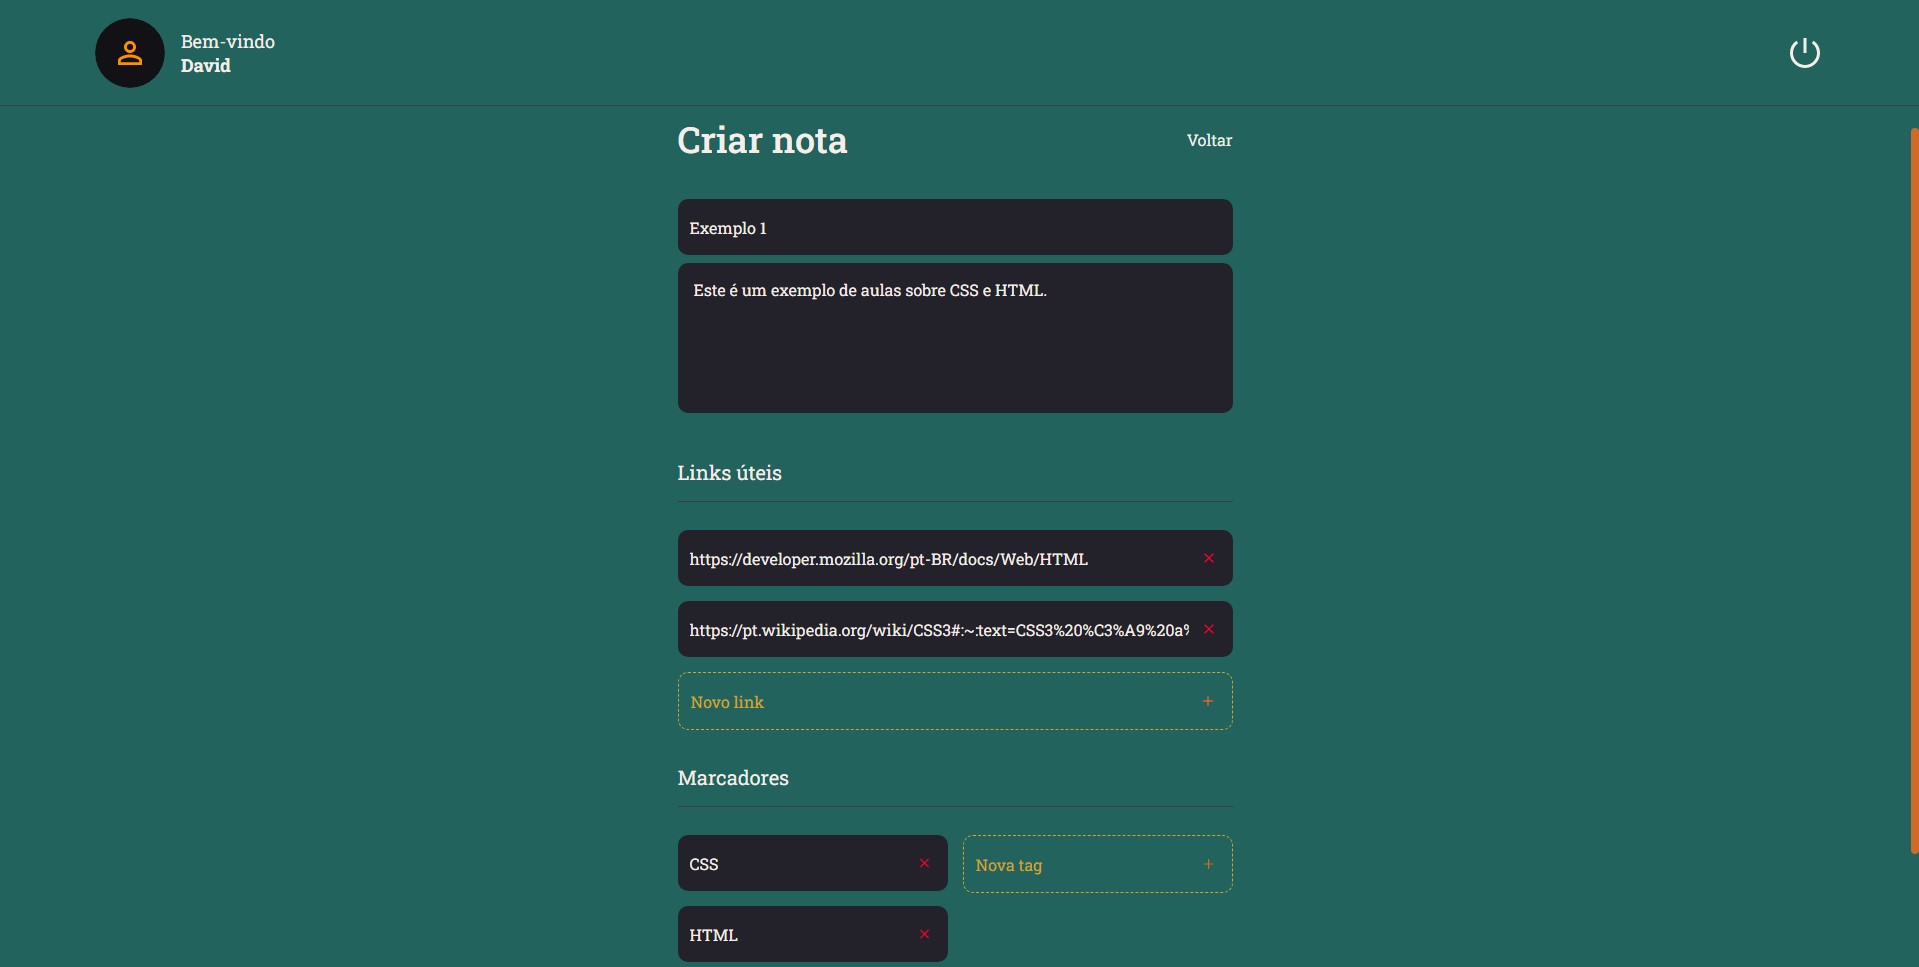 Bem-vindo
David
Criar nota
Voltar
Exemplo 1
Este é um exemplo de aulas sobre CSS e HTML.
Links úteis
https://developer.mozilla.org/pt-BR/docs/Web/HTML
https://pt.wikipedia.org/wiki/CSS3#:~:text=CSS3%20%C3%A9%20a%
Novo link
Marcadores
CSS
Nova tag
HTML